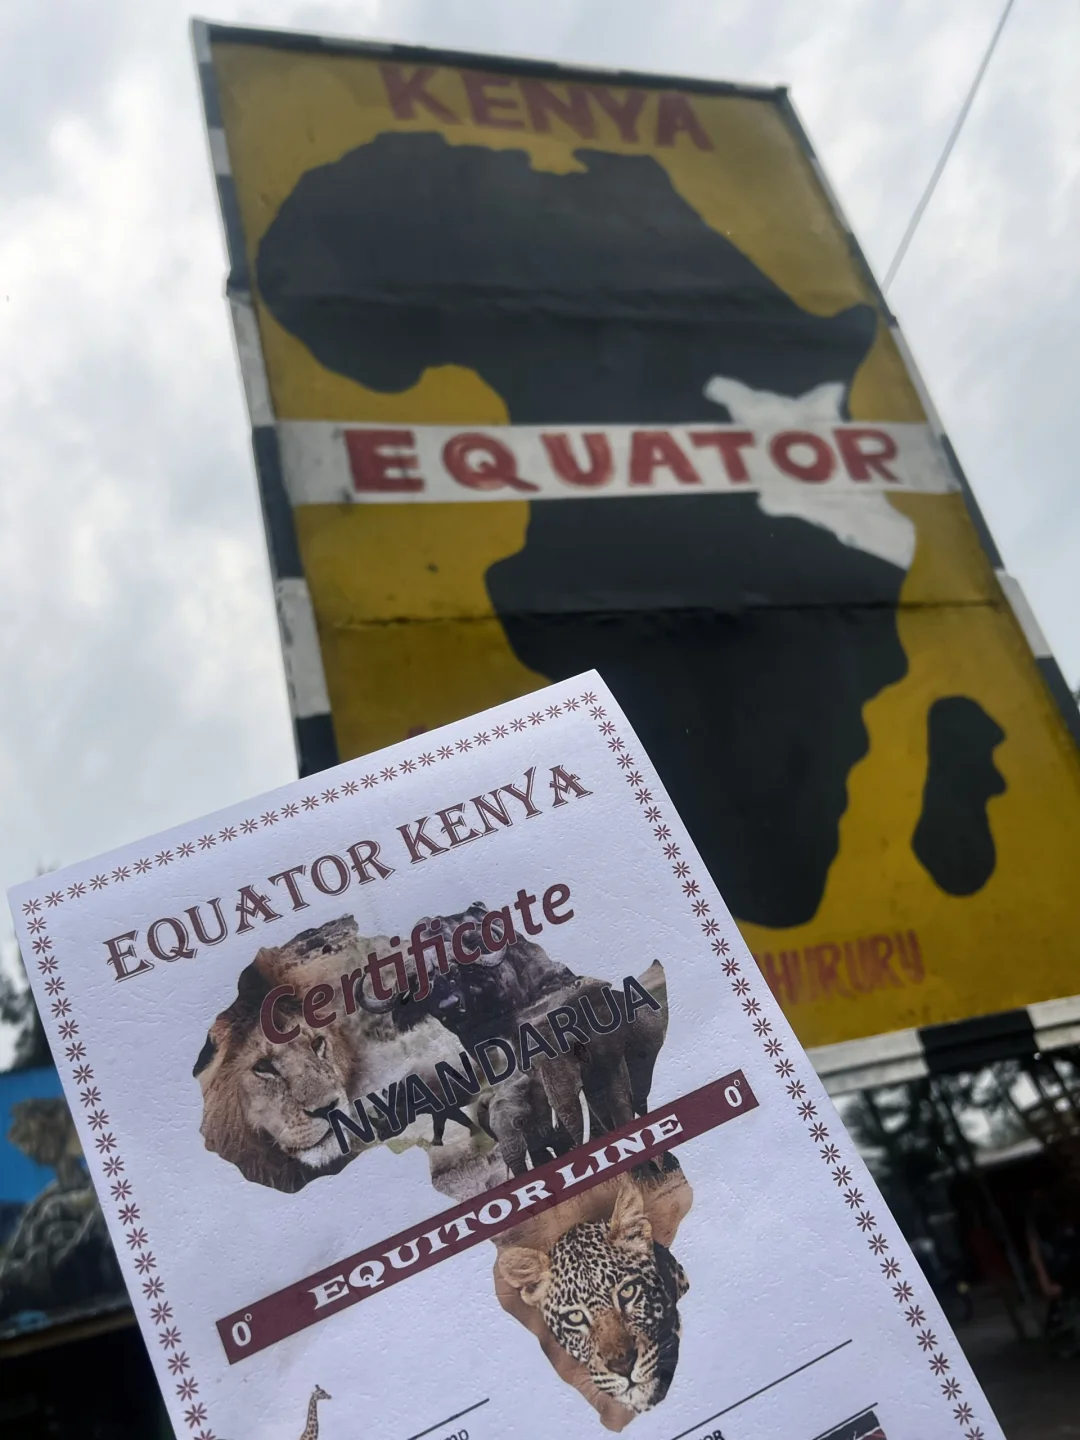 KENYA
EQUATOR
EQUATOR KENYA
Certificate
NYANDARUA
0° EQUITOR LINE 0°